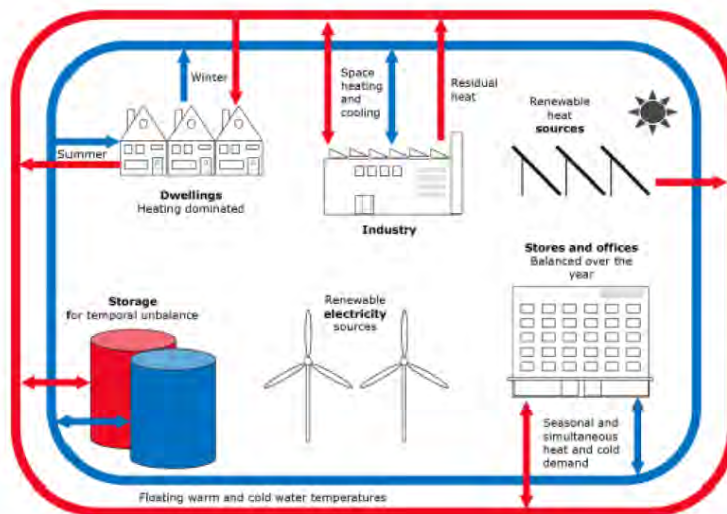 Winter
Summer
Dwellings
Heating dominated
Space
heating
and
cooling
Residual
heat
Industry
Renewable
heat
sources
Stores and offices
Balanced over the
year
Storage
for temporal unbalance
Renewable
electricity
sources
Seasonal and
simultaneous
heat and cold
demand
Floating warm and cold water temperatures